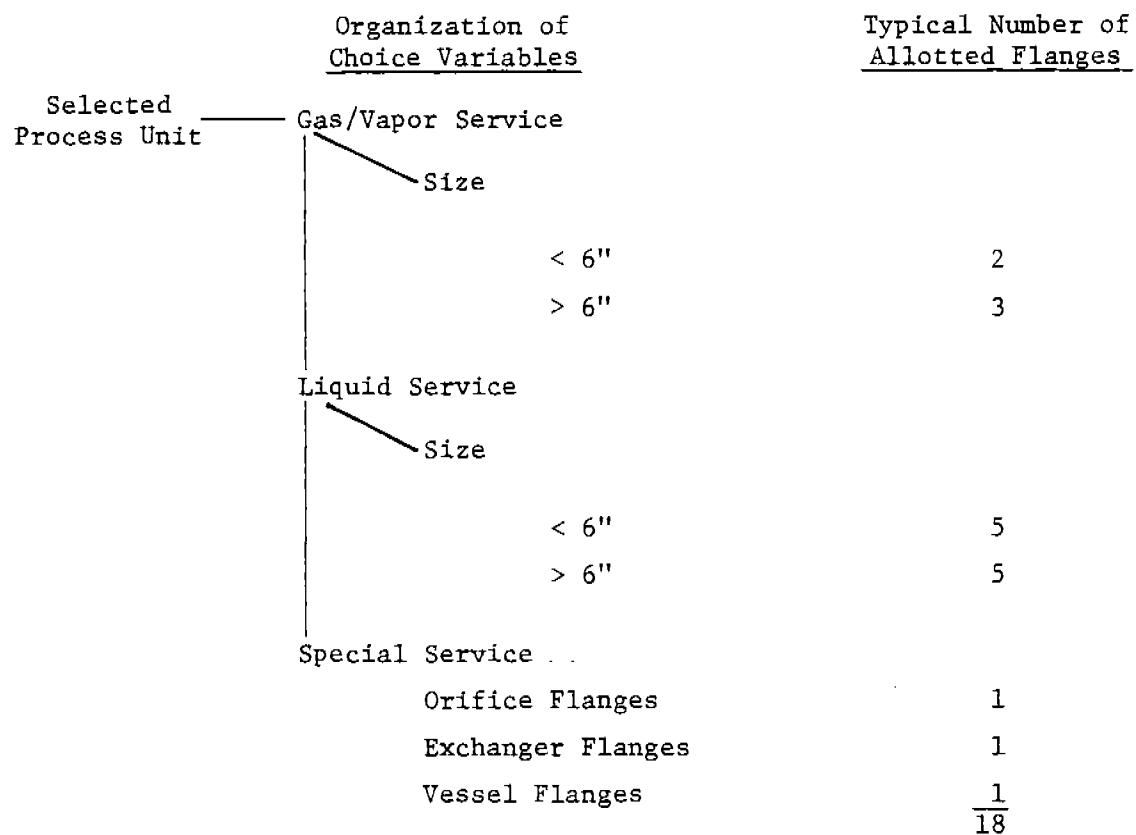 Organization of Typical Number of
Choice Variables Allotted Flanges
Selected
Process Unit Gas/Vapor Service
Size
< 6" 2
> 6" 3
Liquid Service
Size
< 6" 5
> 6" 5
Special Service
Orifice Flanges 1
Exchanger Flanges 1
Vessel Flanges 1
18